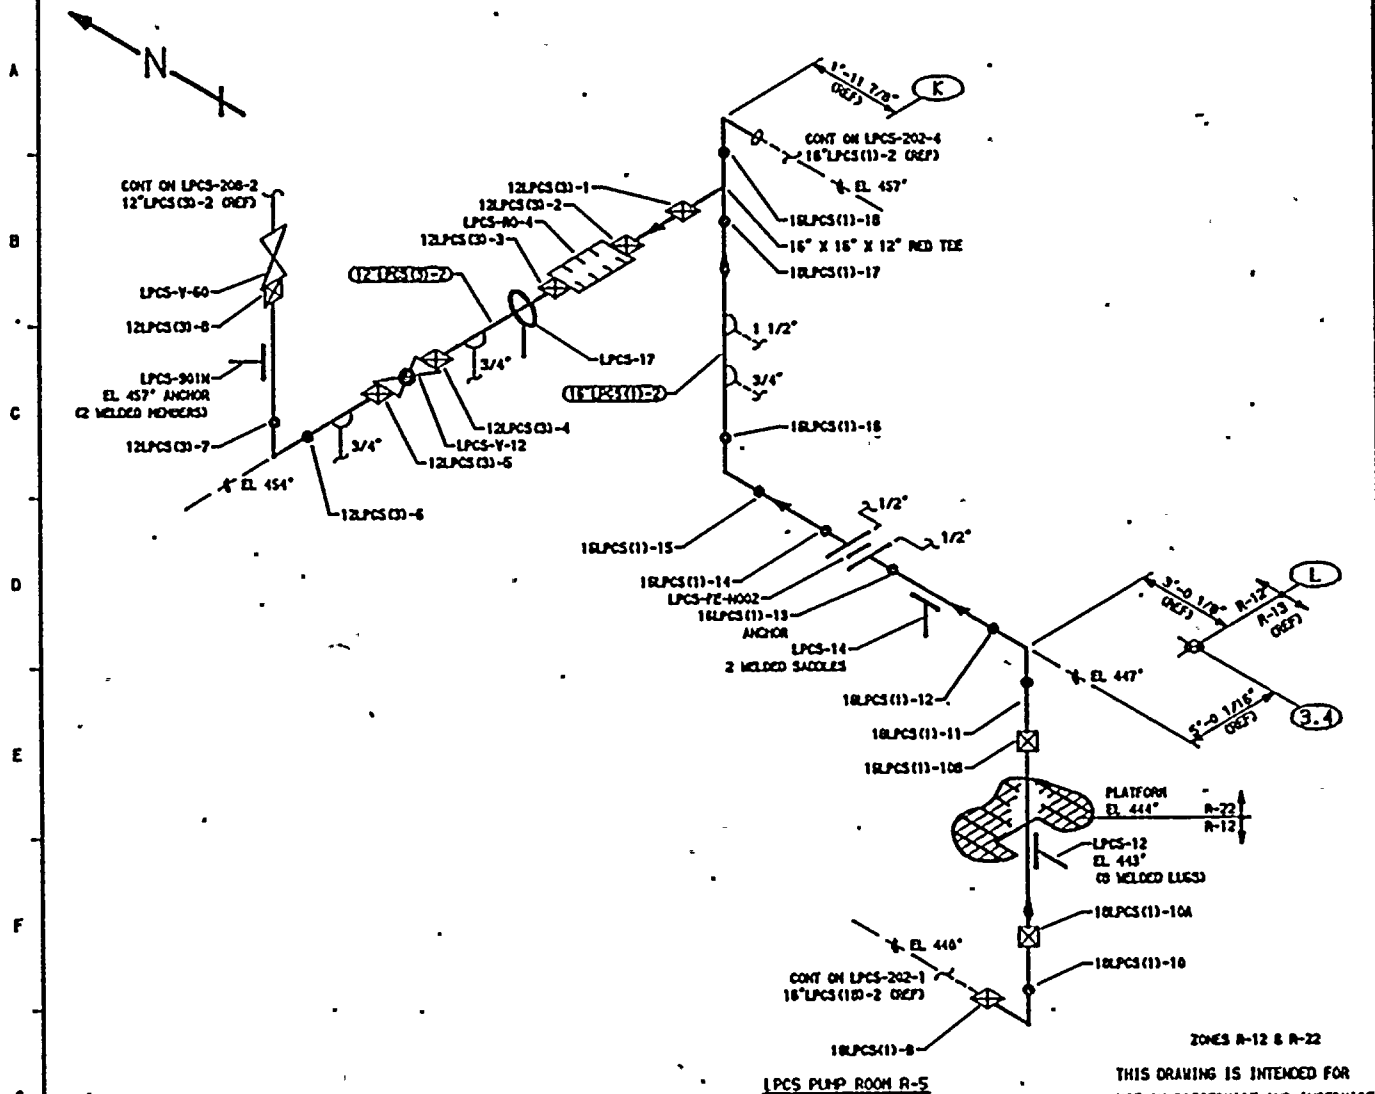 A
N
1'-11 7/8"
(REF)
K
CONT ON LPCS-202-4
16"LPCS(1)-2 (REF)
EL 457'
CONT ON LPCS-208-2
12"LPCS(3)-2 (REF)
12LPCS(3)-1
12LPCS(3)-2
LPCS-RO-4
12LPCS(3)-3
16LPCS(1)-18
B
16" X 16" X 12" RED TEE
16LPCS(1)-17
12"LPCS(3)-2
LPCS-V-60
12LPCS(3)-8
1 1/2"
3/4"
LPCS-17
LPCS-901N
EL 457' ANCHOR
(2 WELDED MEMBERS)
3/4"
16"LPCS(1)-2
C
12LPCS(3)-4
16LPCS(1)-16
12LPCS(3)-7
3/4"
LPCS-V-12
12LPCS(3)-5
EL 454'
12LPCS(3)-6
1/2"
1/2"
16LPCS(1)-15
16LPCS(1)-14
LPCS-FE-N002
16LPCS(1)-13
D
3'-0 1/8"
(REF)
R-12
R-13
(REF)
L
ANCHOR
LPCS-14
2 WELDED SADDLES
EL 447'
16LPCS(1)-12
5'-0 1/16"
(REF)
3.4
16LPCS(1)-11
E
16LPCS(1)-10B
PLATFORM
EL 444'
R-22
R-12
LPCS-12
EL 443'
(8 WELDED LUGS)
16LPCS(1)-10A
F
EL 440'
16LPCS(1)-10
CONT ON LPCS-202-1
16LPCS(1)-9
ZONES R-12 & R-22
LPCS PUMP ROOM R-5
THIS DRAWING IS INTENDED FOR